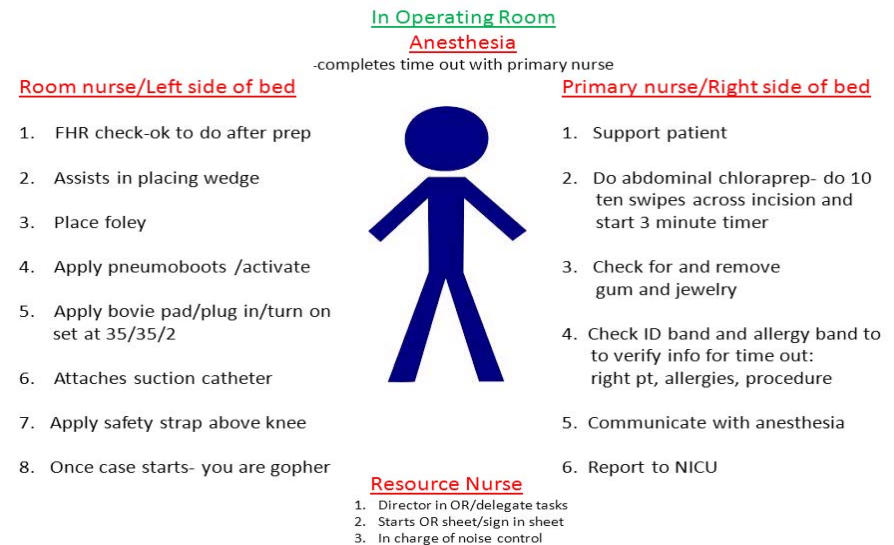 In Operating Room
Anesthesia
-completes time out with primary nurse
Room nurse/Left side of bed
1. FHR check-ok to do after prep
2. Assists in placing wedge
3. Place foley
4. Apply pneumoboots /activate
5. Apply bovie pad/plug in/turn on
set at 35/35/2
6. Attaches suction catheter
7. Apply safety strap above knee
8. Once case starts- you are gopher
Primary nurse/Right side of bed
1. Support patient
2. Do abdominal chloraprep- do 10
ten swipes across incision and
start 3 minute timer
3. Check for and remove
gum and jewelry
4. Check ID band and allergy band to
to verify info for time out:
right pt, allergies, procedure
5. Communicate with anesthesia
6. Report to NICU
Resource Nurse
1. Director in OR/delegate tasks
2. Starts OR sheet/sign in sheet
3. In charge of noise control